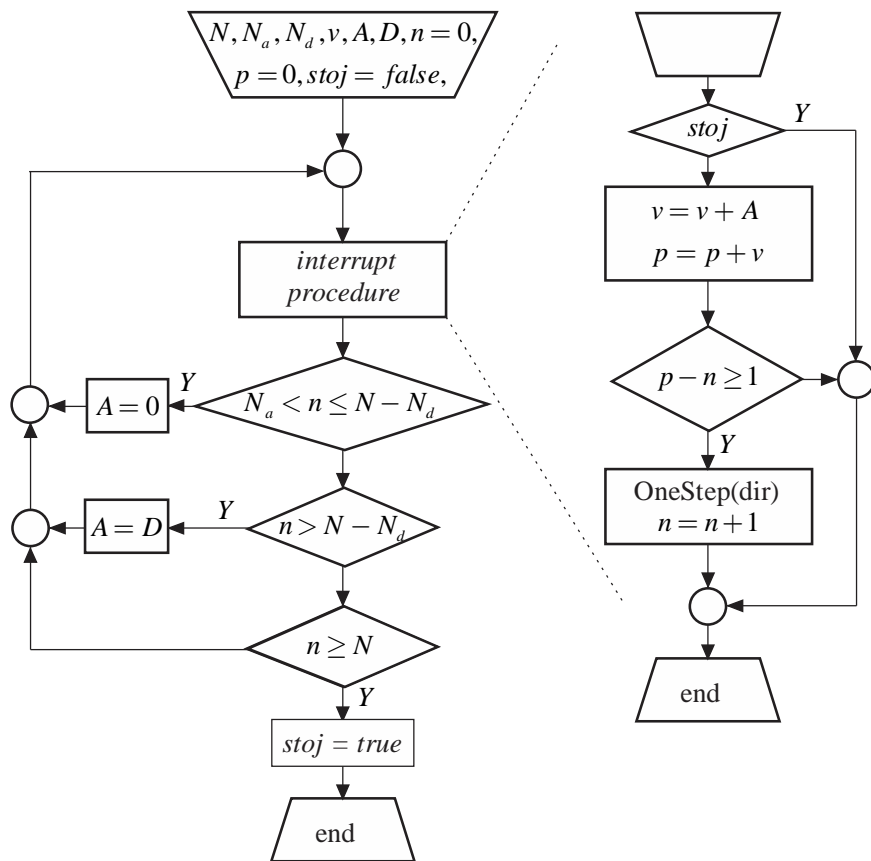 N, N_a, N_d, v, A, D, n = 0,
p = 0, stoj = false,
interrupt
procedure
N_a < n ≤ N − N_d
Y
A = 0
n > N − N_d
Y
A = D
n ≥ N
Y
stoj = true
end
stoj
Y
v = v + A
p = p + v
p − n ≥ 1
Y
OneStep(dir)
n = n + 1
end